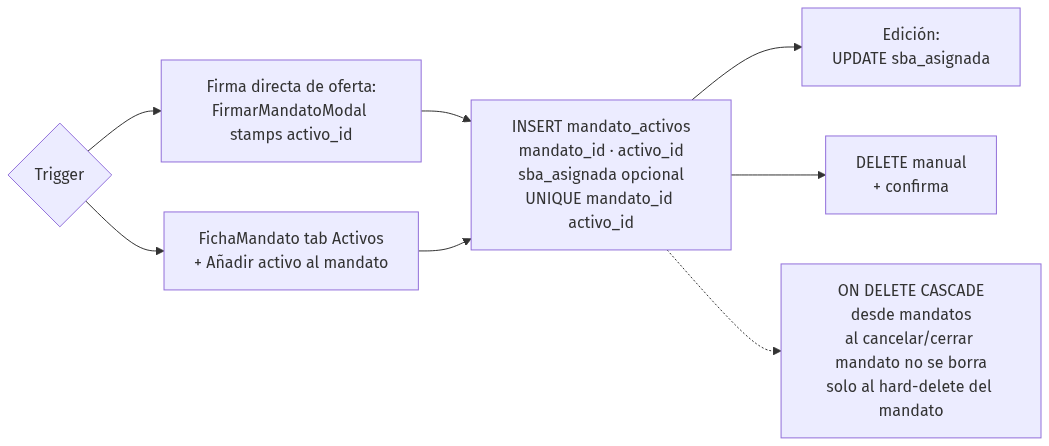 Trigger
Firma directa de oferta:
FirmarMandatoModal
stamps activo_id
FichaMandato tab Activos
+ Añadir activo al mandato
INSERT mandato_activos
mandato_id · activo_id
sba_asignada opcional
UNIQUE mandato_id
activo_id
Edición:
UPDATE sba_asignada
DELETE manual
+ confirma
ON DELETE CASCADE
desde mandatos
al cancelar/cerrar
mandato no se borra
solo al hard-delete del
mandato